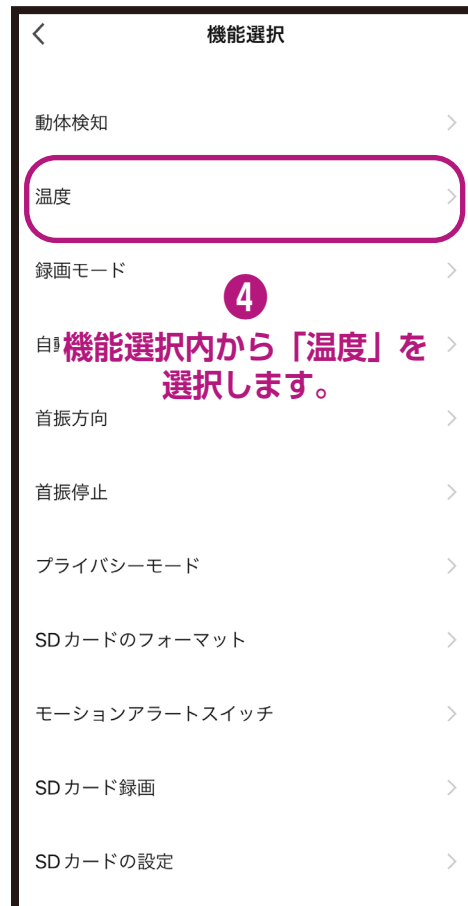 機能選択
動体検知
温度
録画モード
自動
❹
機能選択内から「温度」を
選択します。
首振方向
首振停止
プライバシーモード
SDカードのフォーマット
モーションアラートスイッチ
SDカード録画
SDカードの設定